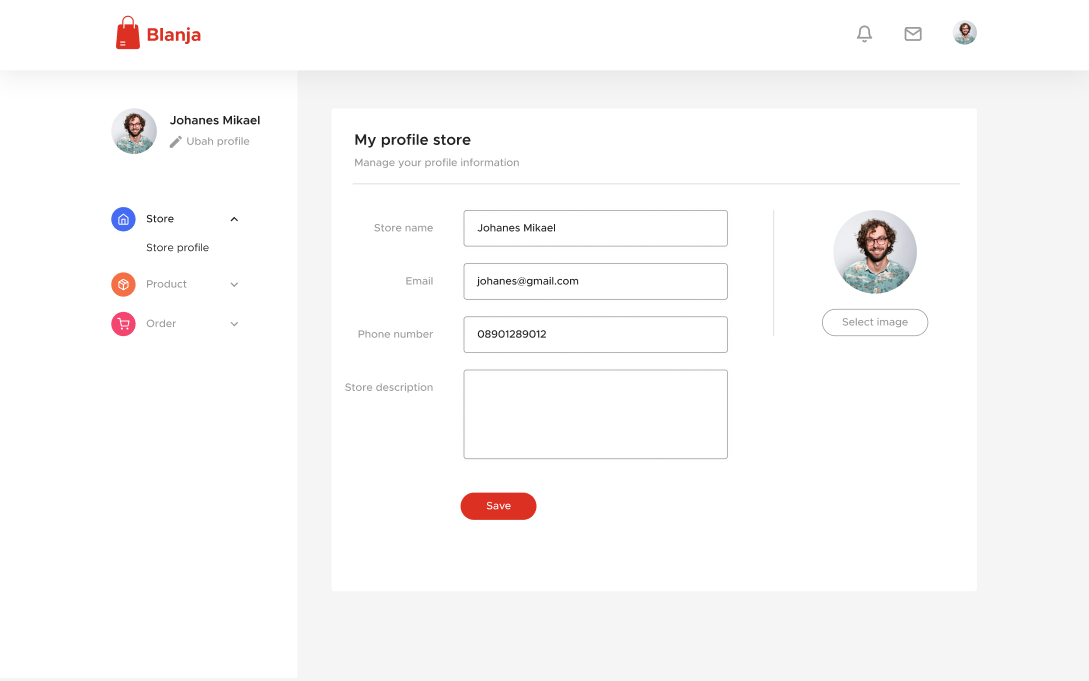 Blanja
Johanes Mikael
Ubah profile
Store
Store profile
Product
Order
My profile store
Manage your profile information
Store name
Johanes Mikael
Email
johanes@gmail.com
Phone number
08901289012
Store description
Save
Select image